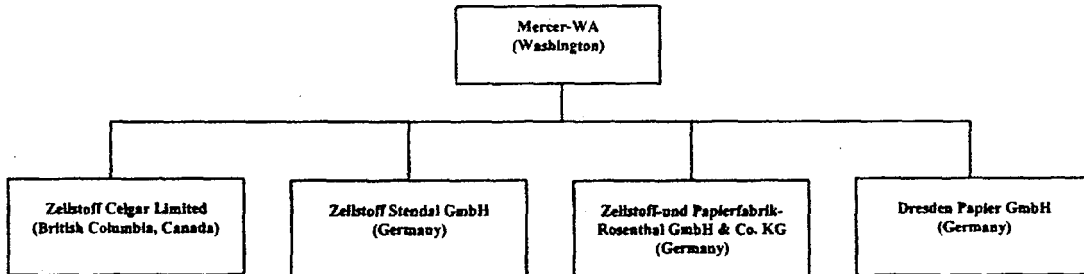 Mercer-WA
(Washington)
Zellstoff Celgar Limited
(British Columbia, Canada)
Zellstoff Stendal GmbH
(Germany)
Zellstoff-und Papierfabrik-
Rosenthal GmbH & Co. KG
(Germany)
Dresden Papier GmbH
(Germany)